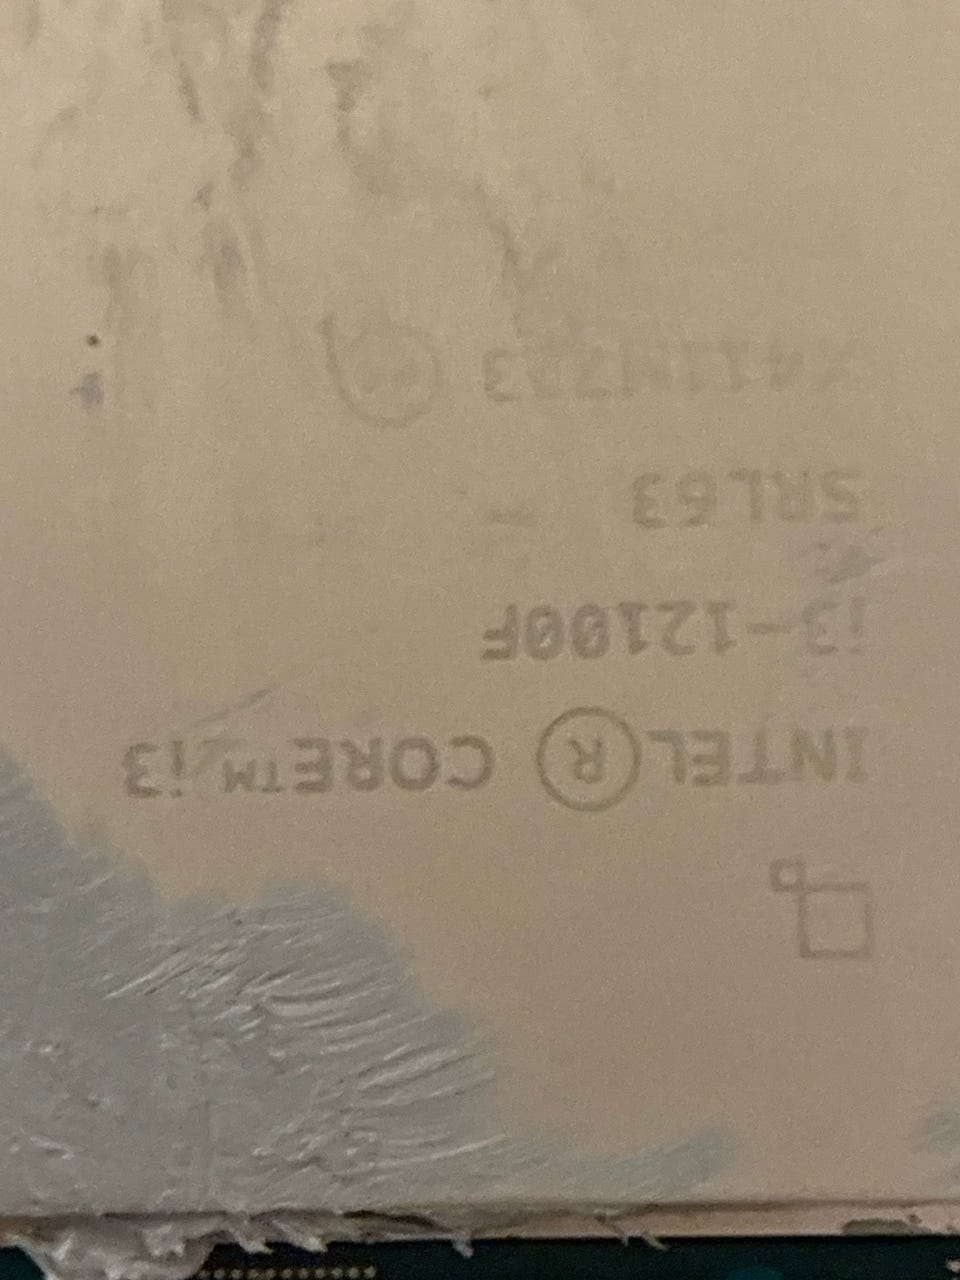 INTEL® CORE™ i3
i3-12100F
SRL63